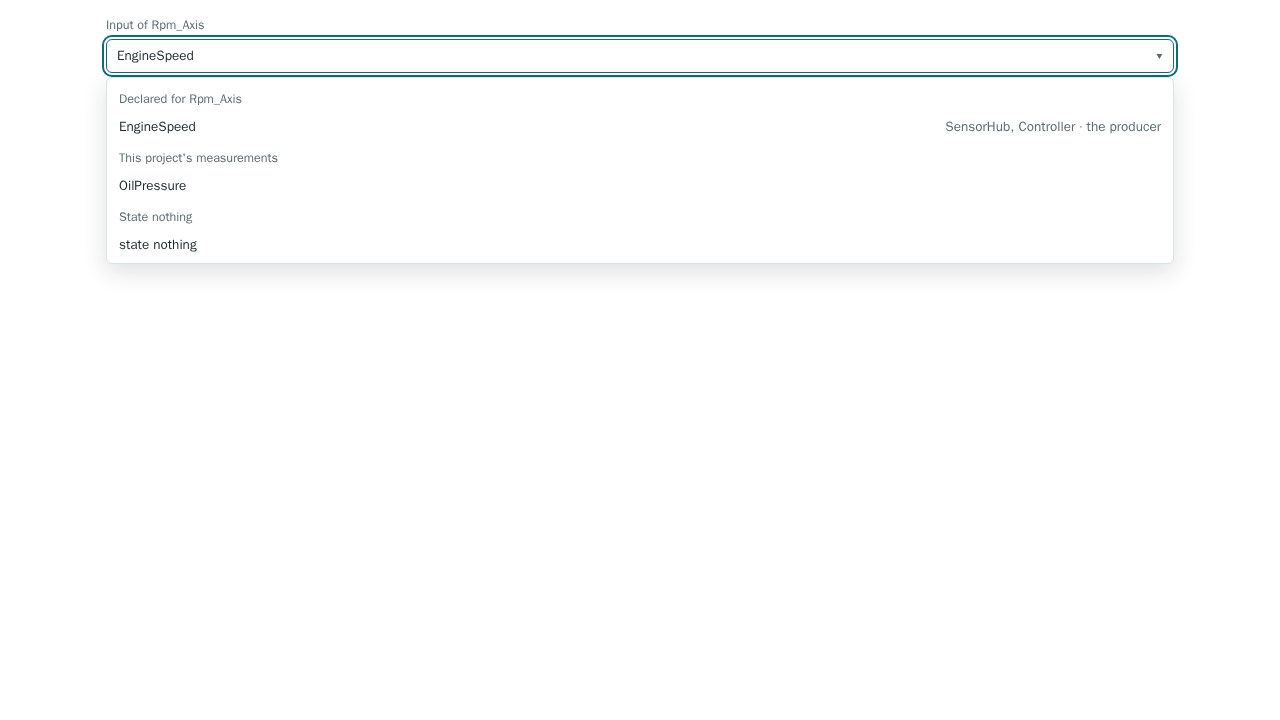 Input of Rpm_Axis
EngineSpeed
Declared for Rpm_Axis
EngineSpeed SensorHub, Controller · the producer
This project's measurements
OilPressure
State nothing
state nothing